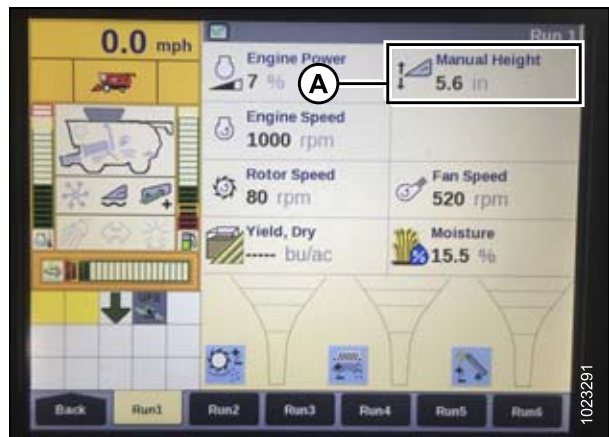 0.0 mph
Run 1
Engine Power
7 %
A
Manual Height
5.6 in
Engine Speed
1000 rpm
Rotor Speed
80 rpm
Fan Speed
520 rpm
Yield, Dry
----- bu/ac
Moisture
15.5 %
GPS
Back
Run1
Run2
Run3
Run4
Run5
Run6
1023291